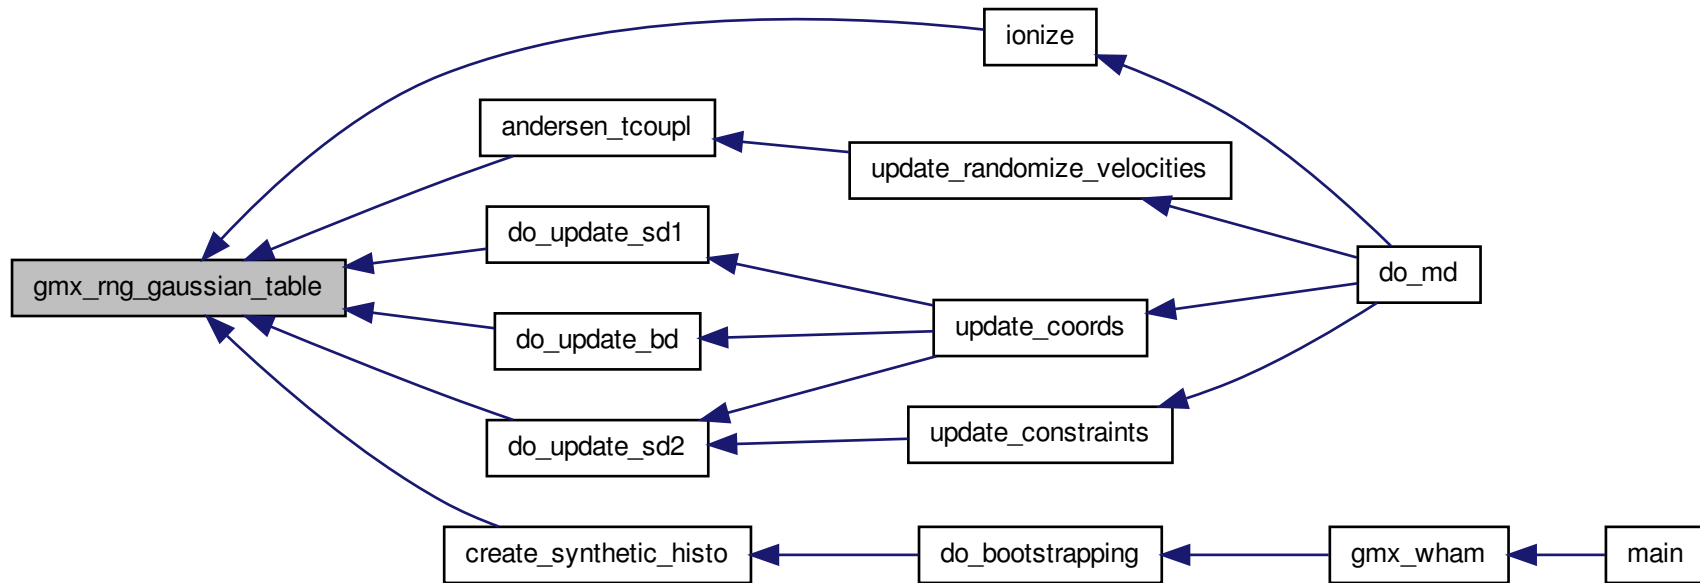 ionize
andersen_tcoupl
update_randomize_velocities
do_update_sd1
do_md
gmx_rng_gaussian_table
update_coords
do_update_bd
update_constraints
do_update_sd2
create_synthetic_histo
do_bootstrapping
gmx_wham
main